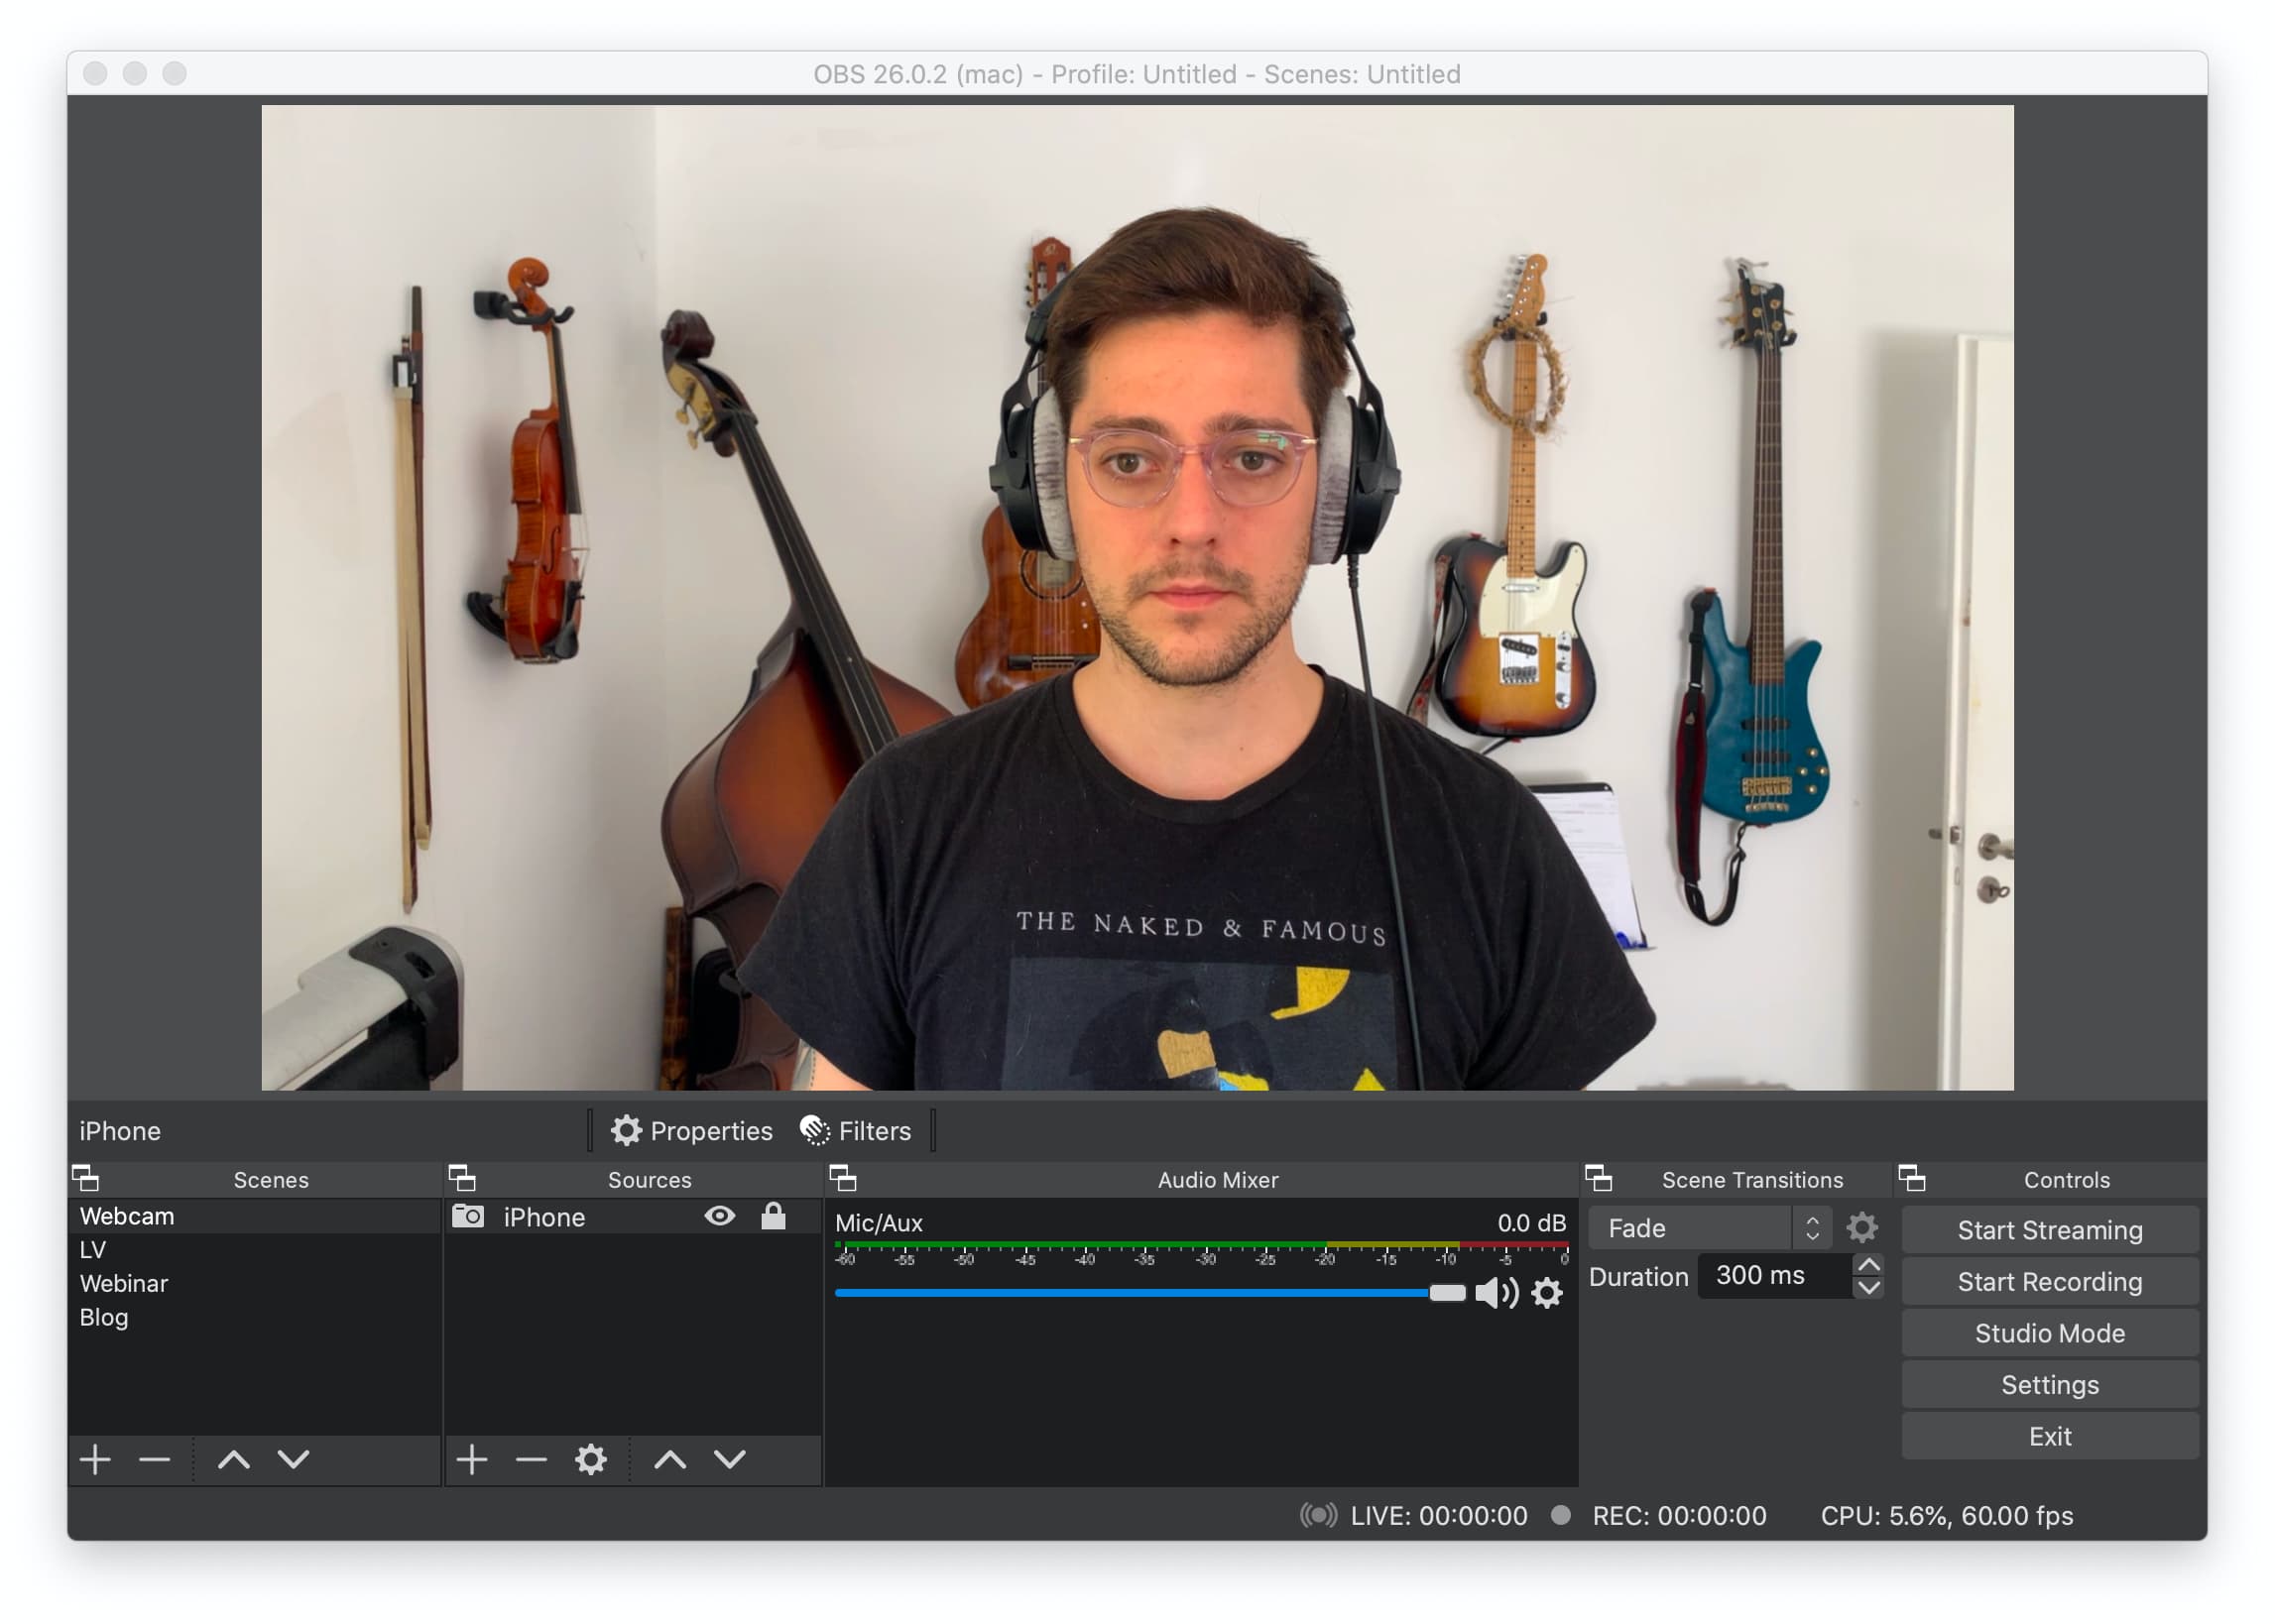 OBS 26.0.2 (mac) - Profile: Untitled - Scenes: Untitled
THE NAKED & FAMOUS
iPhone
Properties
Filters
Scenes
Sources
Audio Mixer
Scene Transitions
Controls
Webcam
LV
Webinar
Blog
iPhone
Mic/Aux
0.0 dB
-60 -55 -50 -45 -40 -35 -30 -25 -20 -15 -10 -5 0
Fade
Duration 300 ms
Start Streaming
Start Recording
Studio Mode
Settings
Exit
LIVE: 00:00:00
REC: 00:00:00
CPU: 5.6%, 60.00 fps